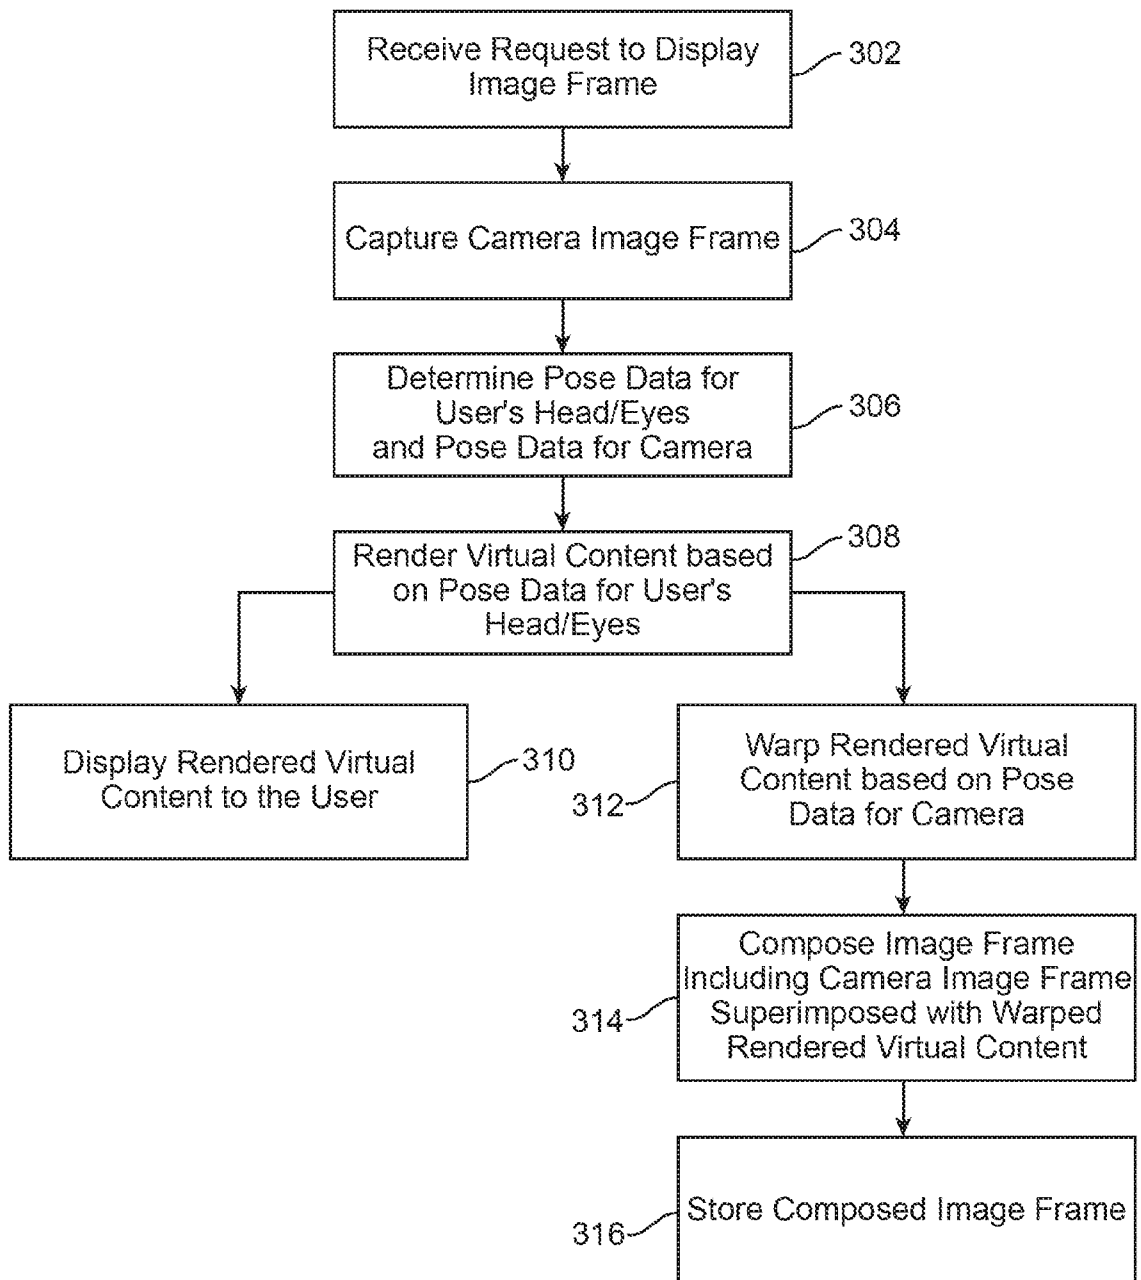 Receive Request to Display
Image Frame
302
Capture Camera Image Frame
304
Determine Pose Data for
User's Head/Eyes
and Pose Data for Camera
306
Render Virtual Content based
on Pose Data for User's
Head/Eyes
308
Display Rendered Virtual
Content to the User
310
Warp Rendered Virtual
Content based on Pose
Data for Camera
312
Compose Image Frame
Including Camera Image Frame
Superimposed with Warped
Rendered Virtual Content
314
Store Composed Image Frame
316